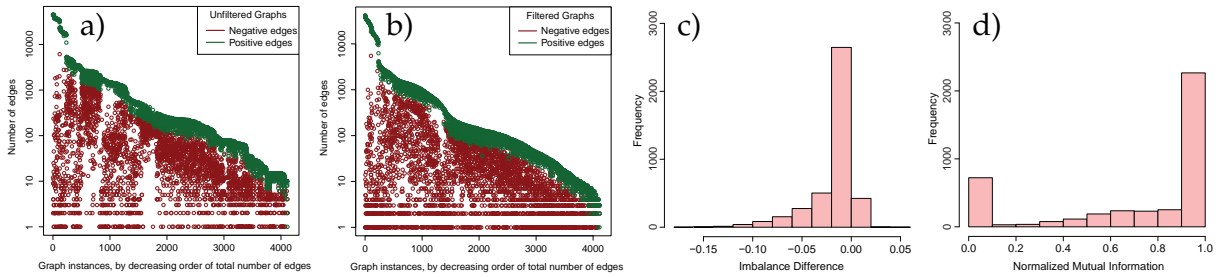 a)
Unfiltered Graphs
Negative edges
Positive edges
Number of edges
1
10
100
1000
10000
0
1000
2000
3000
4000
Graph instances, by decreasing order of total number of edges
b)
Filtered Graphs
Negative edges
Positive edges
Number of edges
1
10
100
1000
10000
0
1000
2000
3000
4000
Graph instances, by decreasing order of total number of edges
c)
Frequency
0
1000
2000
3000
−0.15
−0.10
−0.05
0.00
0.05
Imbalance Difference
d)
Frequency
0
1000
2000
3000
0.0
0.2
0.4
0.6
0.8
1.0
Normalized Mutual Information